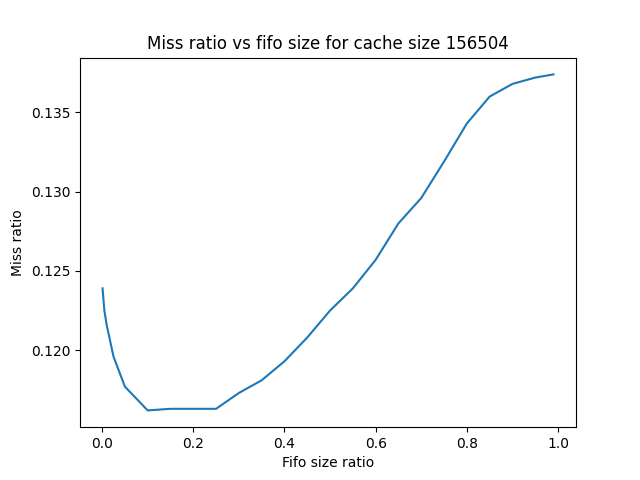 Miss ratio vs fifo size for cache size 156504
0.135
0.130
0.125
0.120
Miss ratio
0.0 0.2 0.4 0.6 0.8 1.0
Fifo size ratio